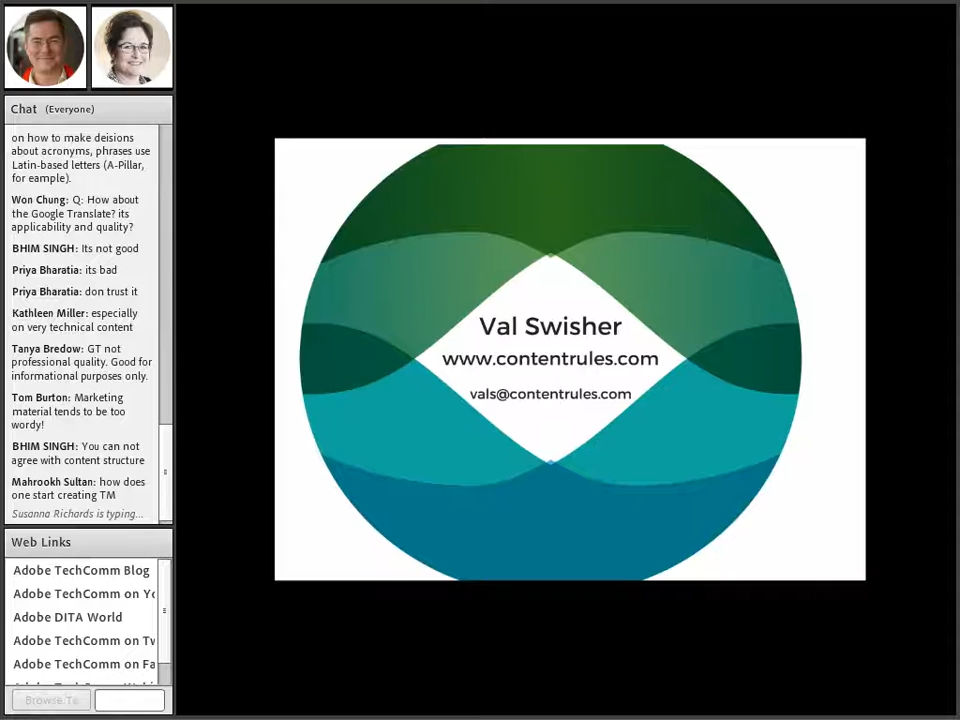 Chat (Everyone)
on how to make deisions
about acronyms, phrases use
Latin-based letters (A-Pillar,
for eample).
Won Chung: Q: How about
the Google Translate? its
applicability and quality?
BHIM SINGH: Its not good
Priya Bharatia: its bad
Priya Bharatia: don trust it
Kathleen Miller: especially
on very technical content
Tanya Bredow: GT not
professional quality. Good for
informational purposes only.
Tom Burton: Marketing
material tends to be too
wordy!
BHIM SINGH: You can not
agree with content structure
Mahrookh Sultan: how does
one start creating TM
Susanna Richards is typing...
Web Links
Adobe TechComm Blog
Adobe TechComm on Yo
Adobe DITA World
Adobe TechComm on Tw
Adobe TechComm on Fa
Browse To
Val Swisher
www.contentrules.com
vals@contentrules.com